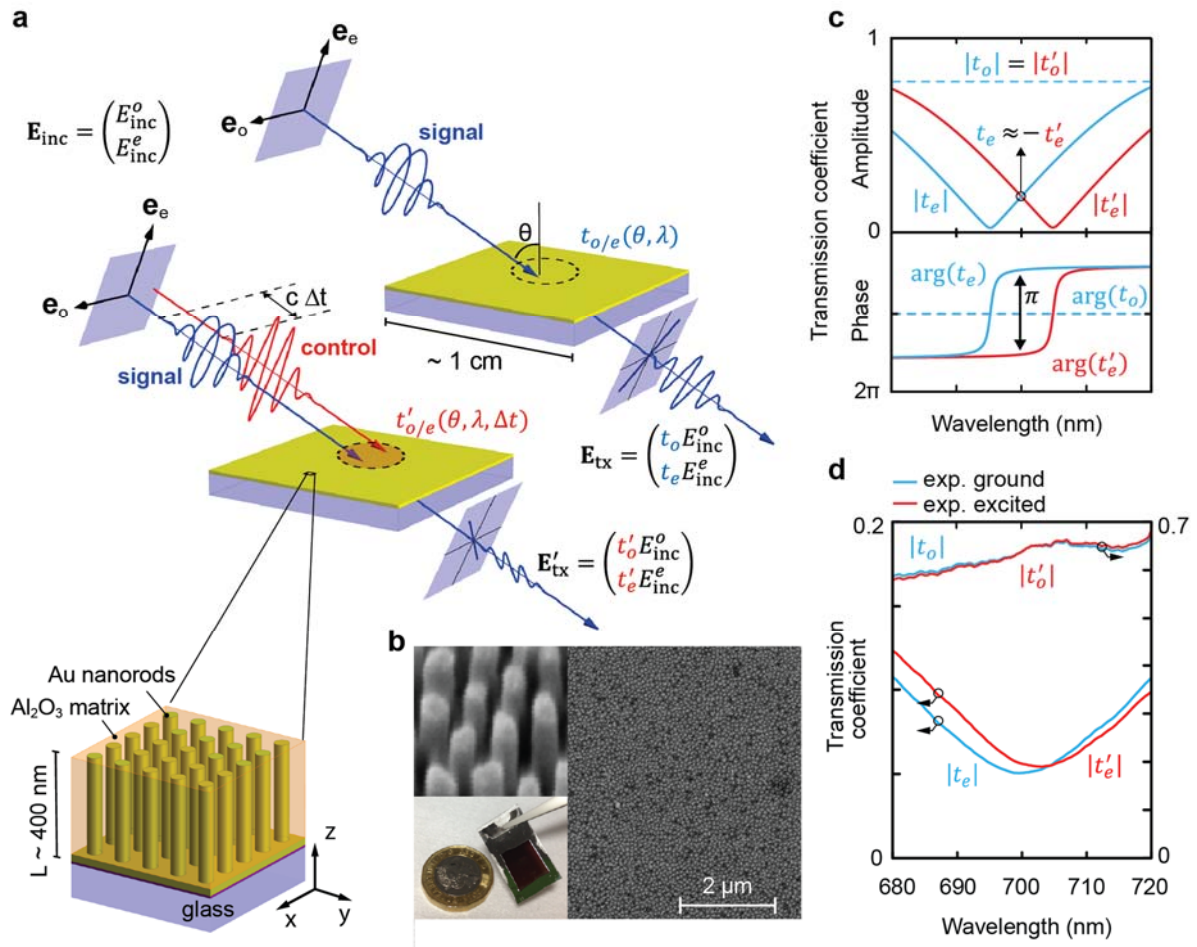 a
e_e
e_o
E_inc = (E^o_inc E^e_inc)
signal
θ
t_{o/e}(θ, λ)
e_e
e_o
c Δt
control
signal
~ 1 cm
t'_{o/e}(θ, λ, Δt)
E_tx = (t_o E^o_inc t_e E^e_inc)
E'_tx = (t'_o E^o_inc t'_e E^e_inc)
Au nanorods
Al₂O₃ matrix
L ~ 400 nm
glass
z
x
y
b
2 μm
c
Transmission coefficient
Amplitude
Phase
1
|t_o| = |t'_o|
t_e ≈ − t'_e
|t_e|
|t'_e|
0
arg(t_e)
π
arg(t_o)
arg(t'_e)
2π
690
700
710
Wavelength (nm)
d
exp. ground
exp. excited
0.2
0.7
|t_o|
|t'_o|
Transmission
coefficient
|t_e|
|t'_e|
0
0
680
690
700
710
720
Wavelength (nm)